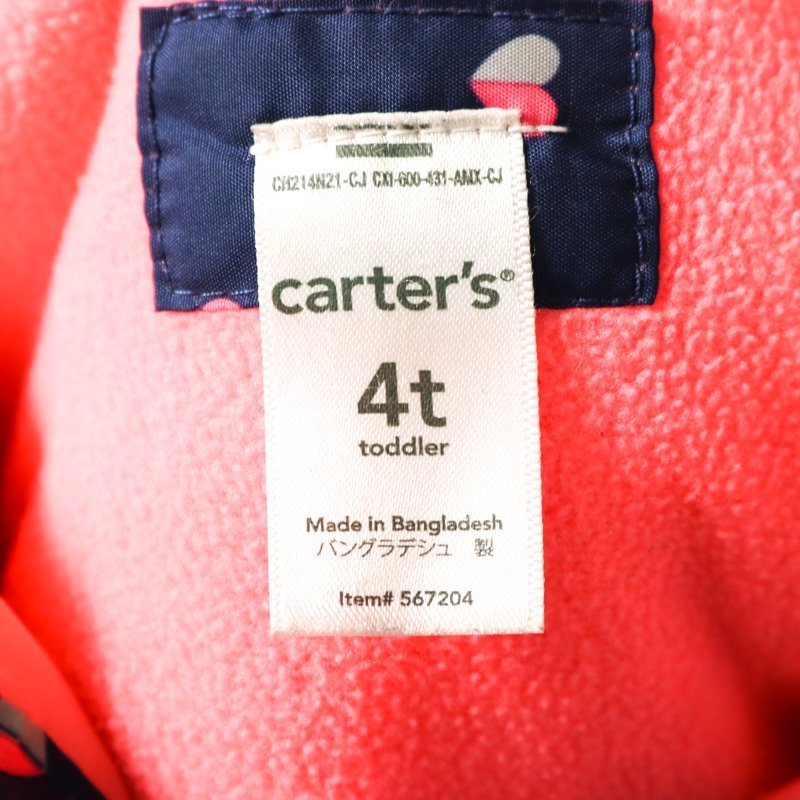 CH214N21-CJ CX1-600-431-AMX-CJ
carter's®
4t
toddler
Made in Bangladesh
バングラデシュ 製
Item# 567204